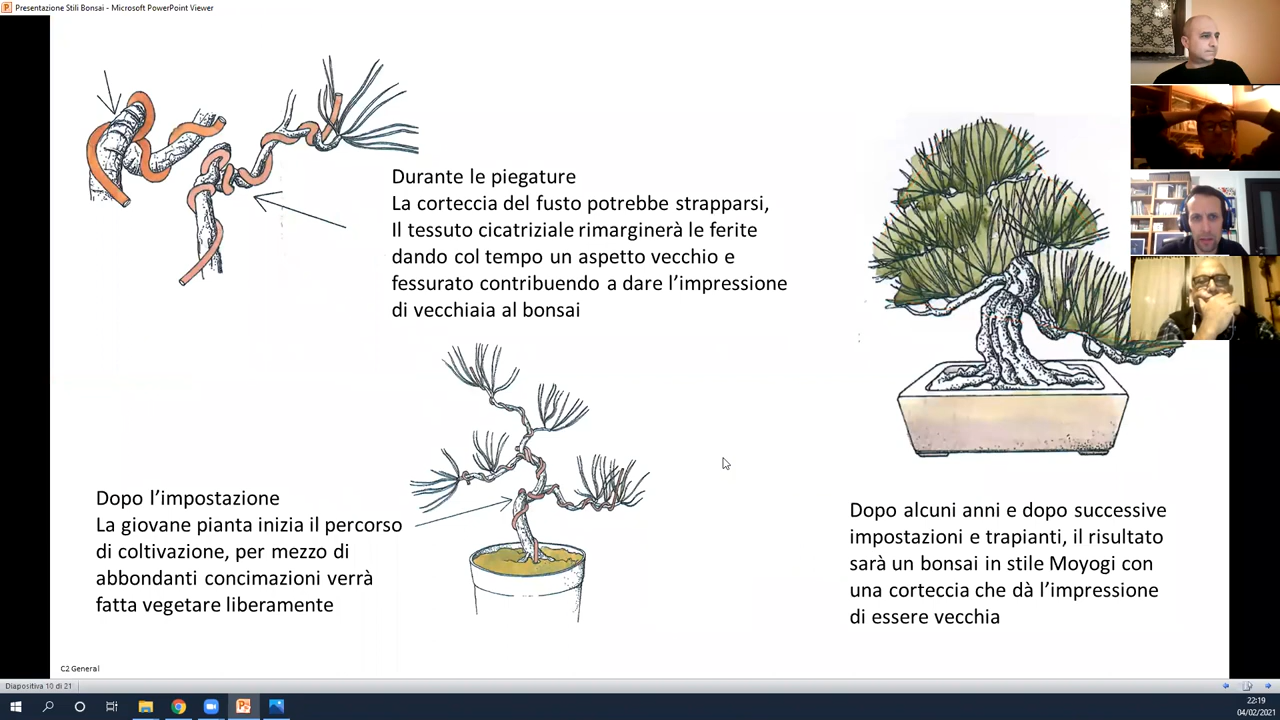 Presentazione Stili Bonsai - Microsoft PowerPoint Viewer
Durante le piegature
La corteccia del fusto potrebbe strapparsi,
Il tessuto cicatriziale rimarginerà le ferite
dando col tempo un aspetto vecchio e
fessurato contribuendo a dare l’impressione
di vecchiaia al bonsai
Dopo l’impostazione
La giovane pianta inizia il percorso
di coltivazione, per mezzo di
abbondanti concimazioni verrà
fatta vegetare liberamente
Dopo alcuni anni e dopo successive
impostazioni e trapianti, il risultato
sarà un bonsai in stile Moyogi con
una corteccia che dà l’impressione
di essere vecchia
C2 General
Diapositiva 10 di 21
22:19
04/02/2021